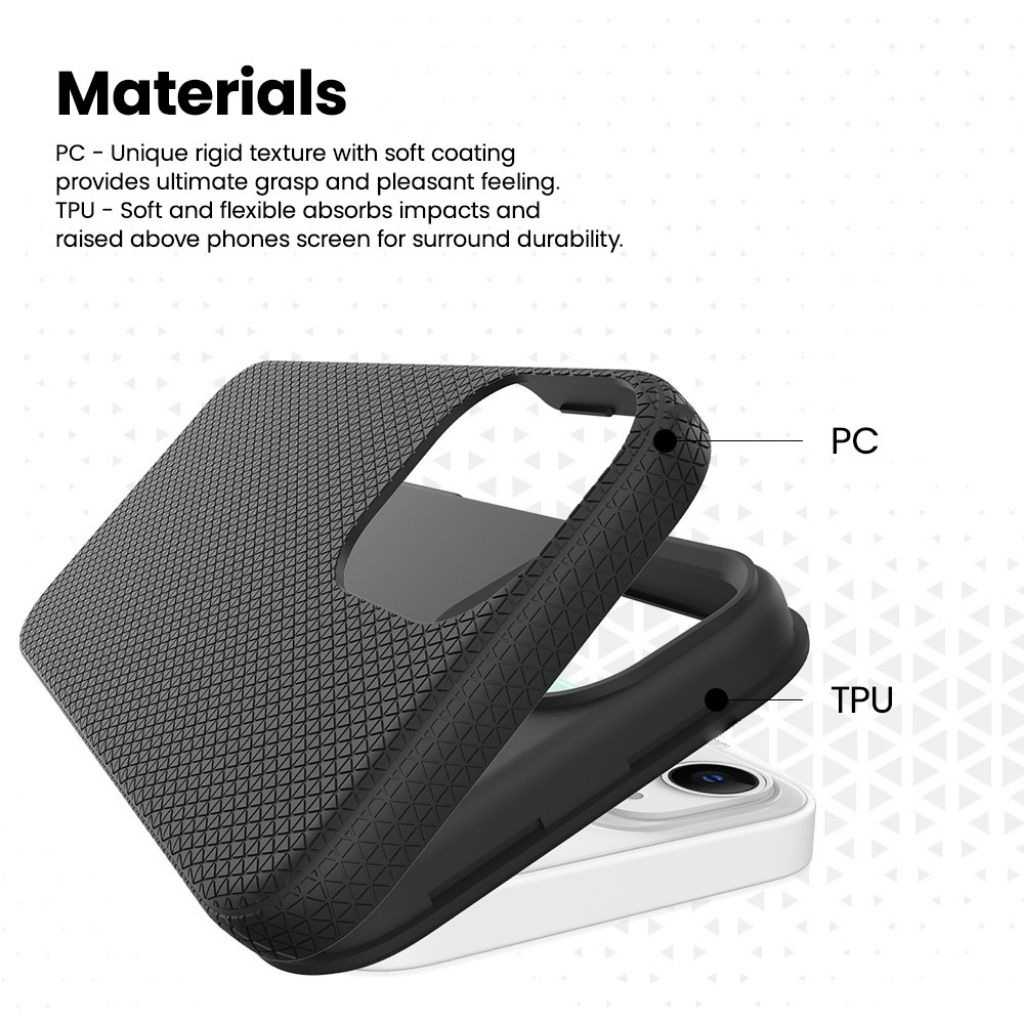 Materials
PC - Unique rigid texture with soft coating
provides ultimate grasp and pleasant feeling.
TPU - Soft and flexible absorbs impacts and
raised above phones screen for surround durability.
PC
TPU